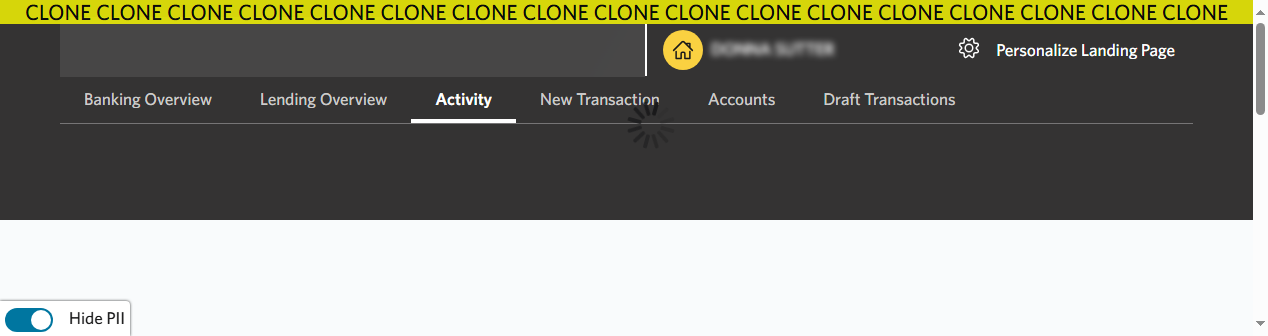 CLONE CLONE CLONE CLONE CLONE CLONE CLONE CLONE CLONE CLONE CLONE CLONE CLONE CLONE CLONE CLONE CLONE
Personalize Landing Page
Banking Overview Lending Overview Activity New Transaction Accounts Draft Transactions
Hide PII